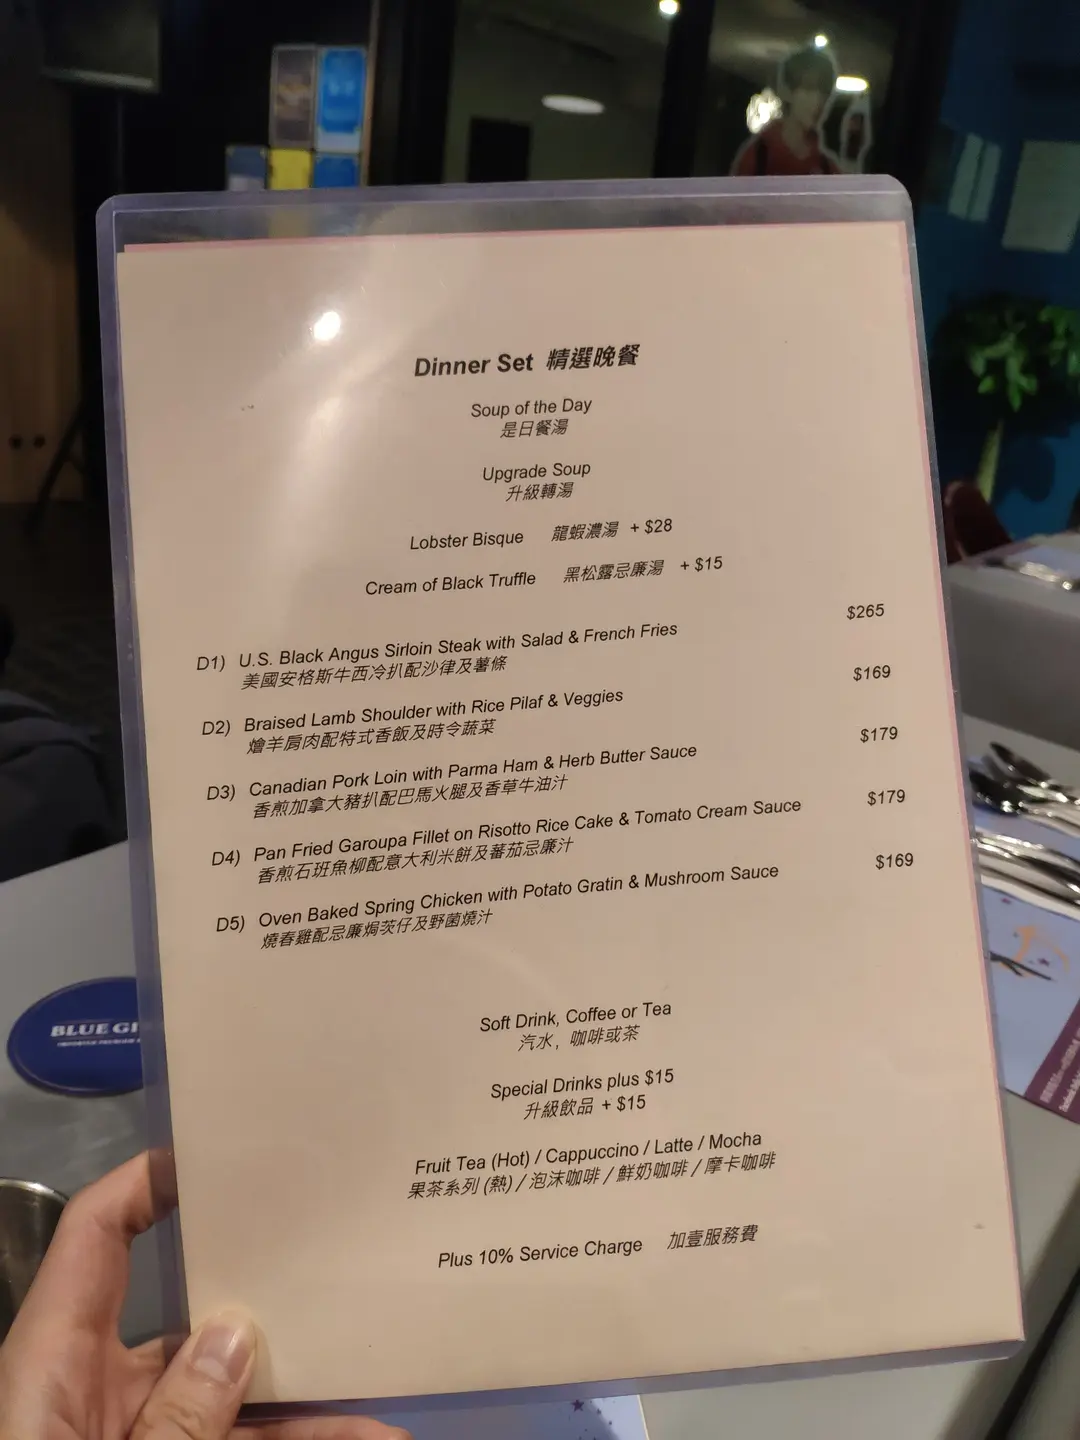 Dinner Set 精選晚餐
Soup of the Day
是日餐湯
Upgrade Soup
升級轉湯
Lobster Bisque 龍蝦濃湯 + $28
Cream of Black Truffle 黑松露忌廉湯 + $15
D1) U.S. Black Angus Sirloin Steak with Salad & French Fries $265
美國安格斯牛西冷扒配沙律及薯條
D2) Braised Lamb Shoulder with Rice Pilaf & Veggies $169
燴羊肩肉配特式香飯及時令蔬菜
D3) Canadian Pork Loin with Parma Ham & Herb Butter Sauce $179
香煎加拿大豬扒配巴馬火腿及香草牛油汁
D4) Pan Fried Garoupa Fillet on Risotto Rice Cake & Tomato Cream Sauce $179
香煎石班魚柳配意大利米餅及蕃茄忌廉汁
D5) Oven Baked Spring Chicken with Potato Gratin & Mushroom Sauce $169
燒春雞配忌廉焗茨仔及野菌燒汁
Soft Drink, Coffee or Tea
汽水, 咖啡或茶
Special Drinks plus $15
升級飲品 + $15
Fruit Tea (Hot) / Cappuccino / Latte / Mocha
果茶系列 (熱) / 泡沫咖啡 / 鮮奶咖啡 / 摩卡咖啡
Plus 10% Service Charge 加壹服務費
BLUE GI
IMPORTED PREMIUM